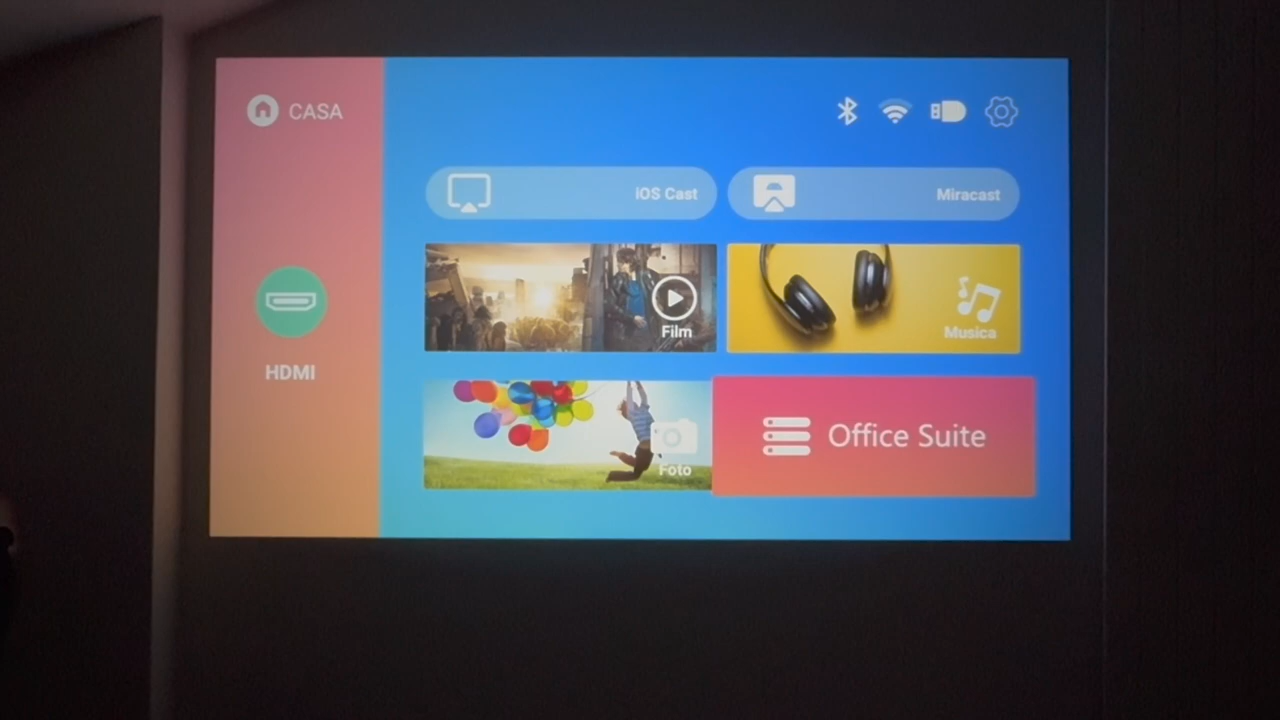 CASA
iOS Cast
Miracast
HDMI
Film
Musica
Foto
Office Suite